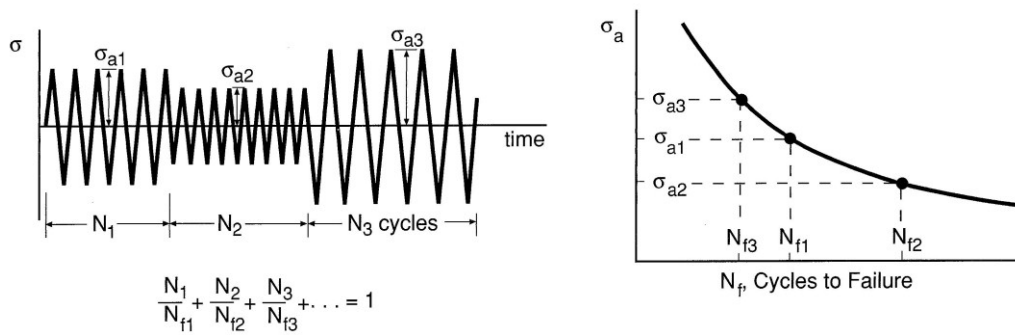 σ
σa1
σa2
σa3
time
N1
N2
N3 cycles
N1/Nf1 + N2/Nf2 + N3/Nf3 + . . . = 1
σa
σa3
σa1
σa2
Nf3
Nf1
Nf2
Nf, Cycles to Failure